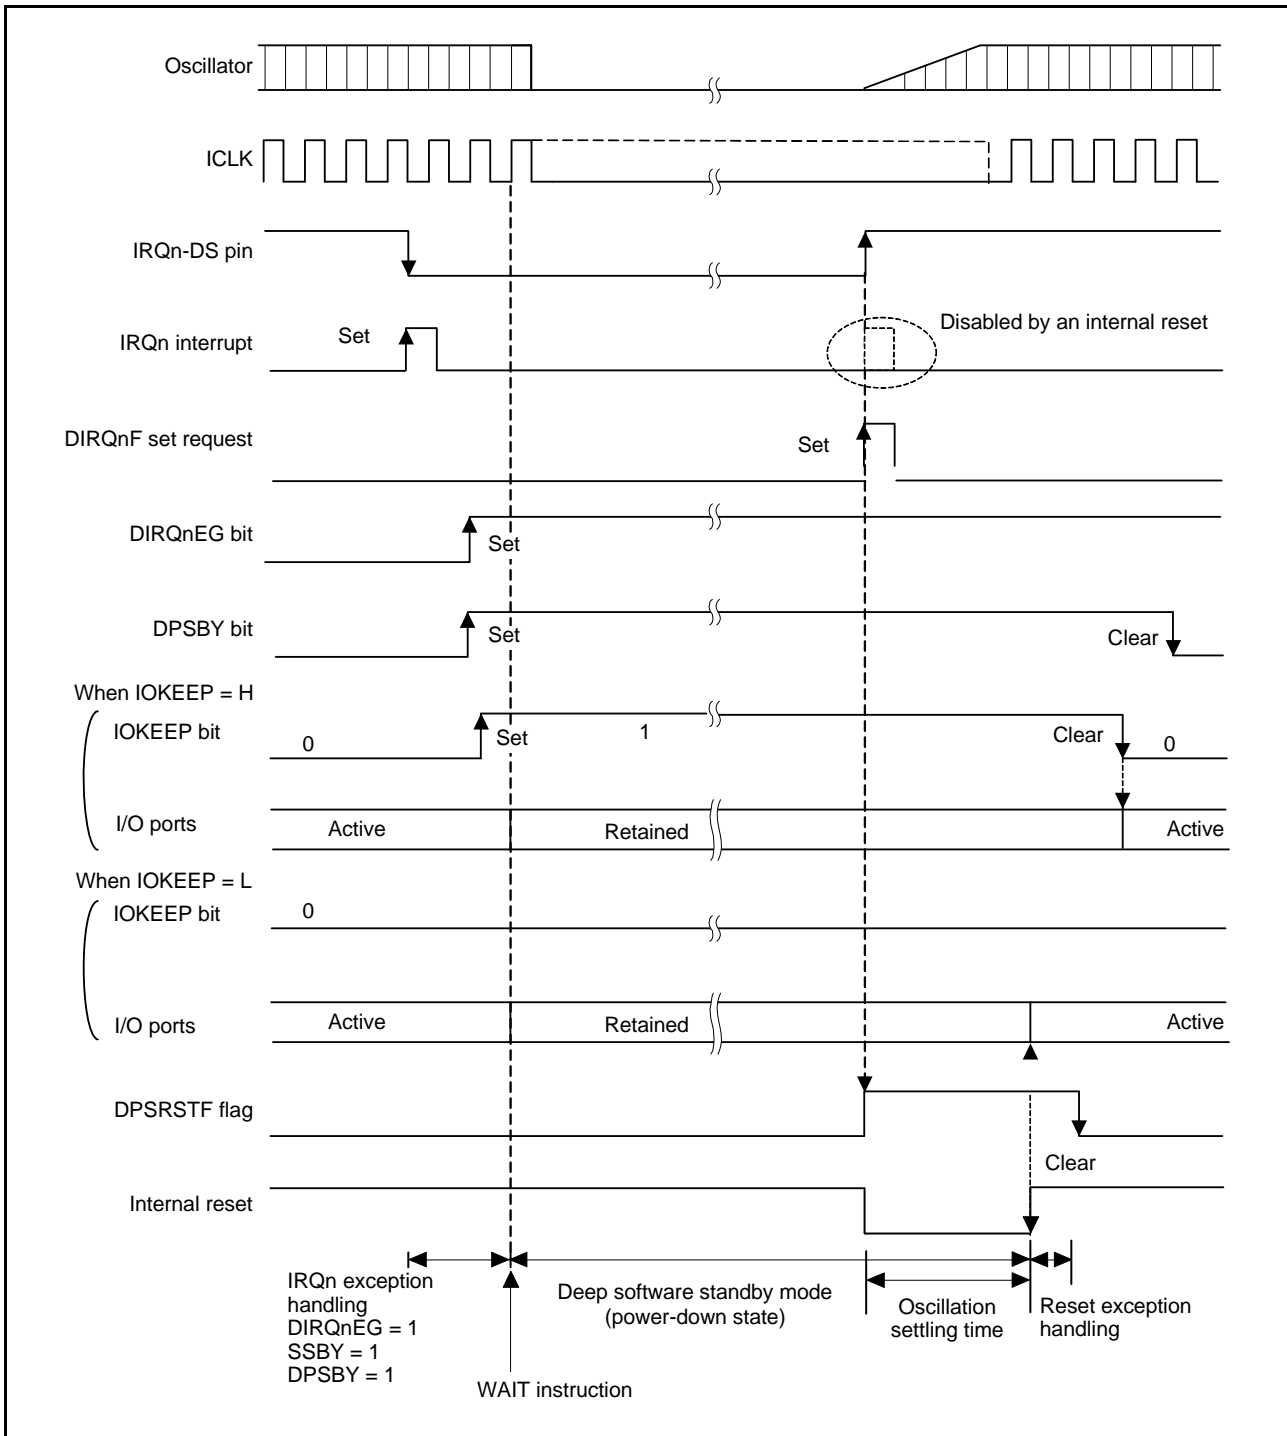 Oscillator
ICLK
IRQn-DS pin
IRQn interrupt
Set
Disabled by an internal reset
DIRQnF set request
Set
DIRQnEG bit
Set
DPSBY bit
Set
Clear
When IOKEEP = H
IOKEEP bit
0
Set
1
Clear
0
I/O ports
Active
Retained
Active
When IOKEEP = L
IOKEEP bit
0
I/O ports
Active
Retained
Active
DPSRSTF flag
Clear
Internal reset
IRQn exception
handling
DIRQnEG = 1
SSBY = 1
DPSBY = 1
WAIT instruction
Deep software standby mode
(power-down state)
Oscillation
settling time
Reset exception
handling